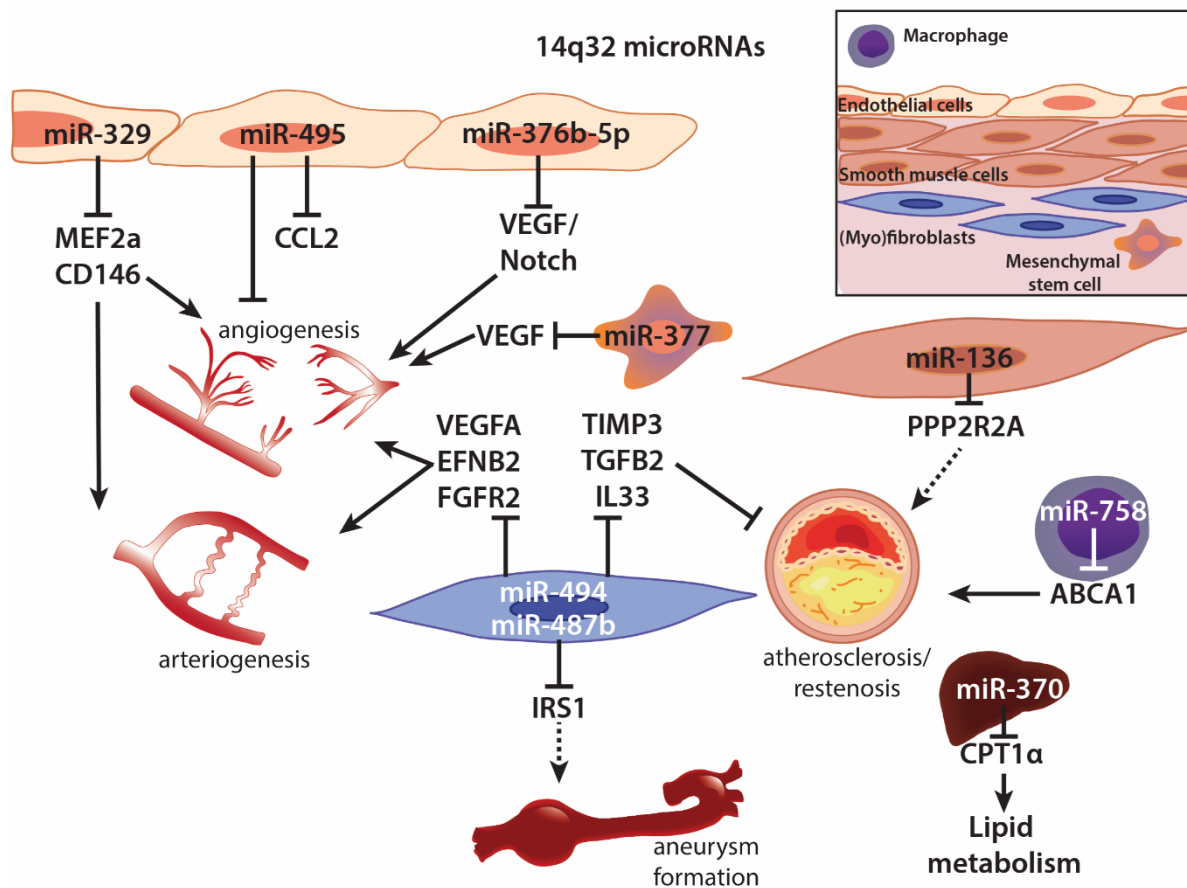 14q32 microRNAs
Macrophage
Endothelial cells
Smooth muscle cells
(Myo)fibroblasts
Mesenchymal
stem cell
miR-329
miR-495
miR-376b-5p
MEF2a
CD146
CCL2
VEGF/
Notch
angiogenesis
VEGF
miR-377
miR-136
PPP2R2A
VEGFA
EFNB2
FGFR2
TIMP3
TGFB2
IL33
miR-758
ABCA1
arteriogenesis
miR-494
miR-487b
atherosclerosis/
restenosis
IRS1
miR-370
CPT1α
Lipid
metabolism
aneurysm
formation